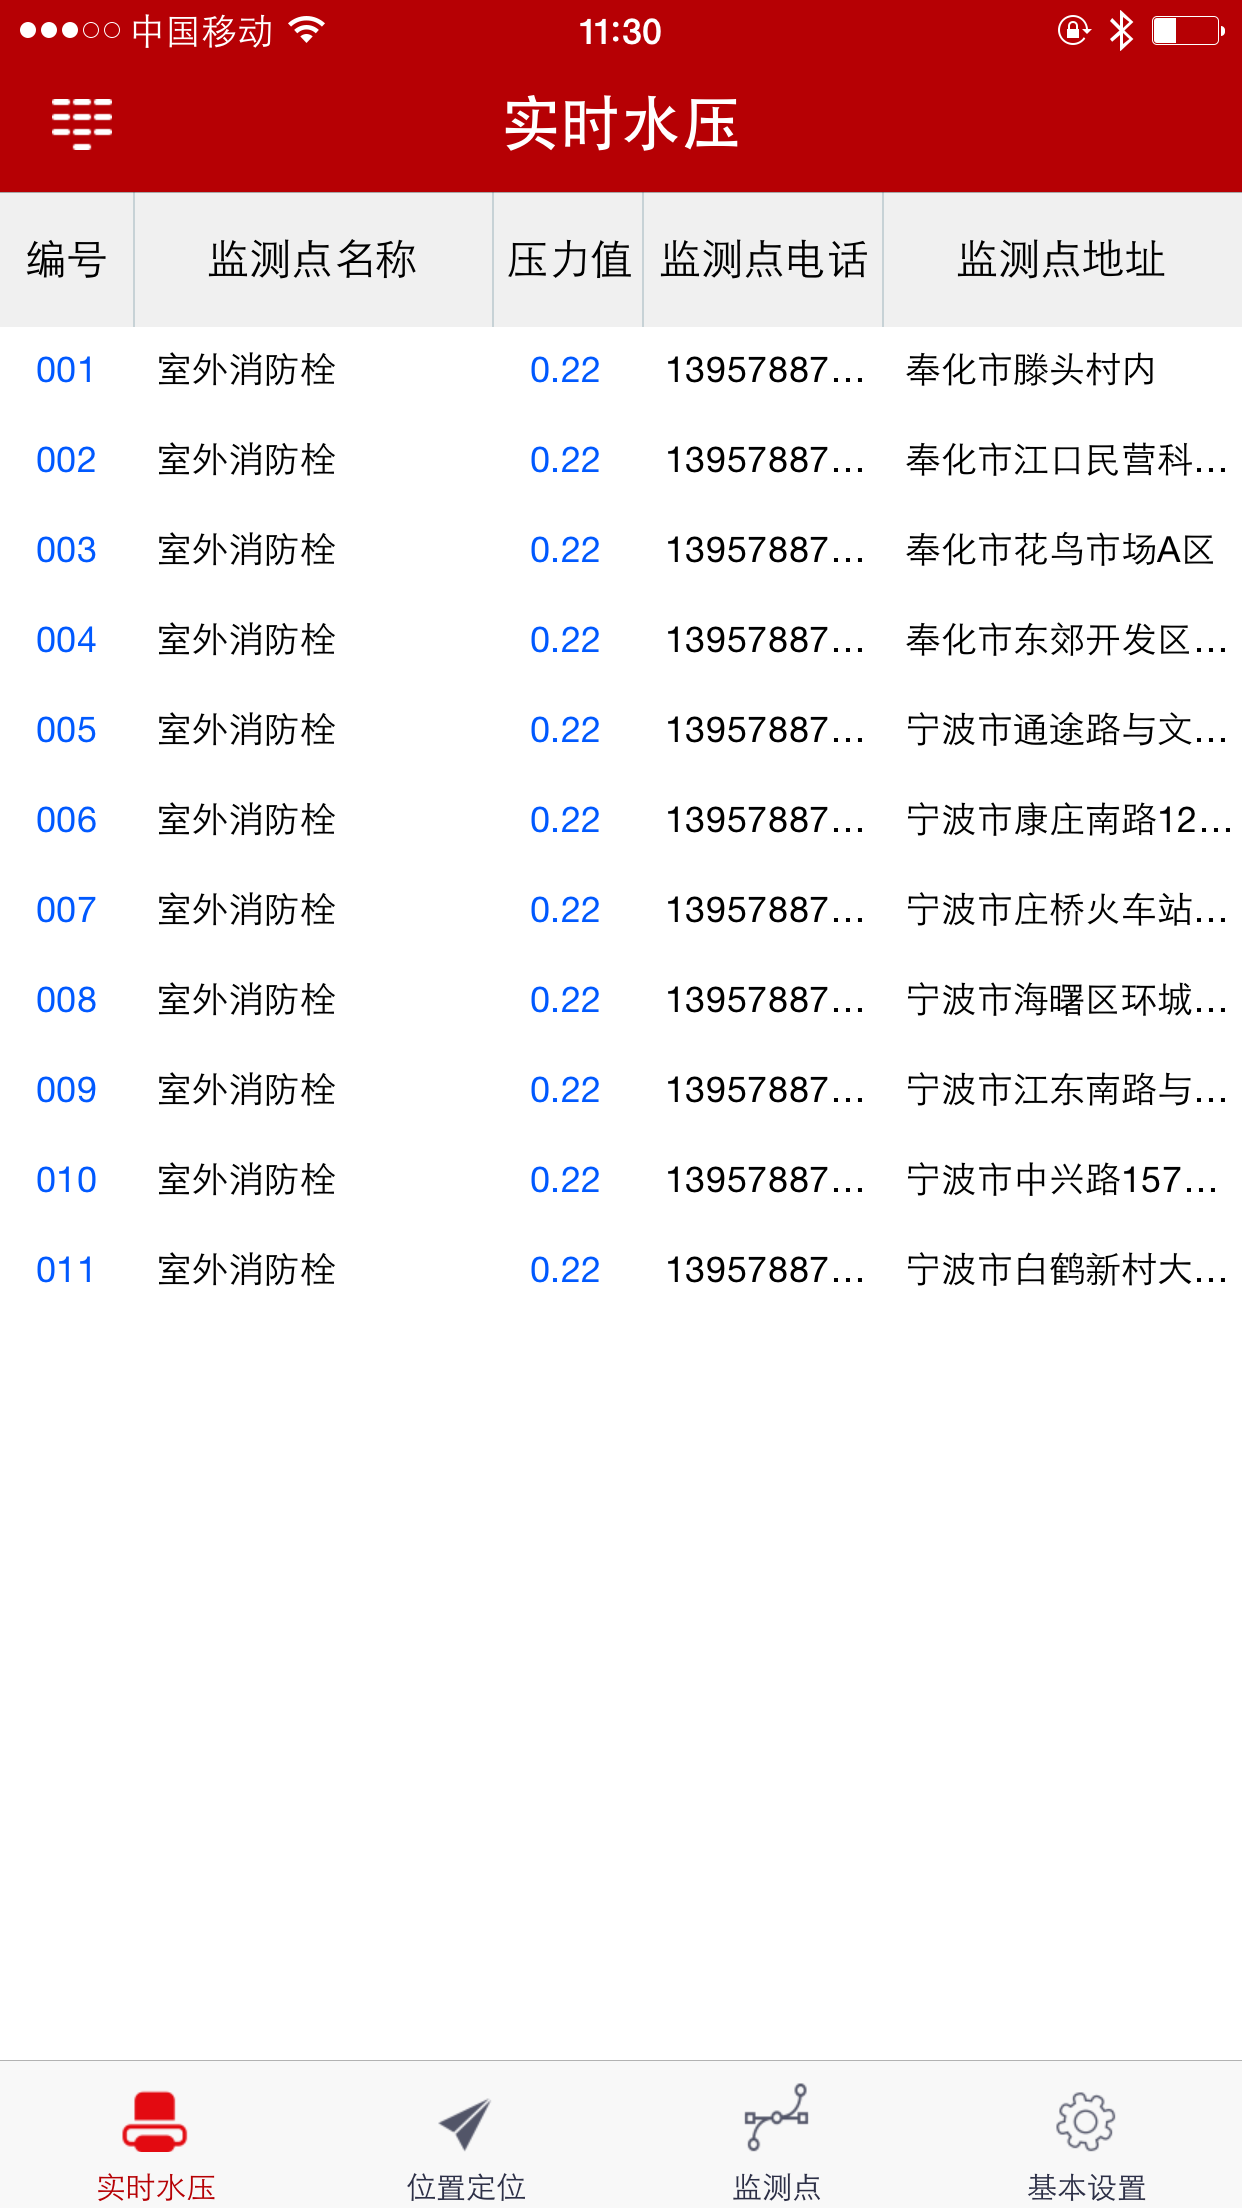 中国移动 11:30
实时水压
编号 监测点名称 压力值 监测点电话 监测点地址
001 室外消防栓 0.22 13957887... 奉化市滕头村内
002 室外消防栓 0.22 13957887... 奉化市江口民营科...
003 室外消防栓 0.22 13957887... 奉化市花鸟市场A区
004 室外消防栓 0.22 13957887... 奉化市东郊开发区...
005 室外消防栓 0.22 13957887... 宁波市通途路与文...
006 室外消防栓 0.22 13957887... 宁波市康庄南路12...
007 室外消防栓 0.22 13957887... 宁波市庄桥火车站...
008 室外消防栓 0.22 13957887... 宁波市海曙区环城...
009 室外消防栓 0.22 13957887... 宁波市江东南路与...
010 室外消防栓 0.22 13957887... 宁波市中兴路157...
011 室外消防栓 0.22 13957887... 宁波市白鹤新村大...
实时水压 位置定位 监测点 基本设置